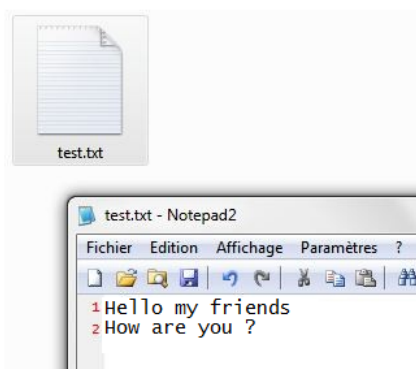 test.txt
test.txt - Notepad2
Fichier Edition Affichage Paramètres ?
1 Hello my friends
2 How are you ?